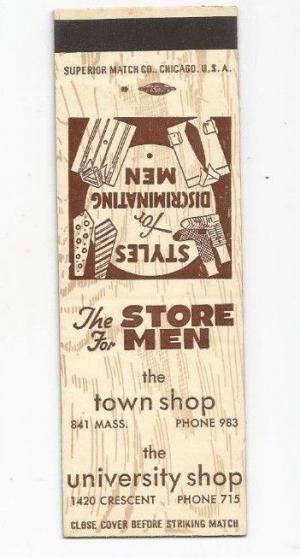 SUPERIOR MATCH CO., CHICAGO, U.S.A.
STYLES
for
DISCRIMINATING
MEN
The STORE
For MEN
the
town shop
841 MASS. PHONE 983
the
university shop
1420 CRESCENT PHONE 715
CLOSE COVER BEFORE STRIKING MATCH